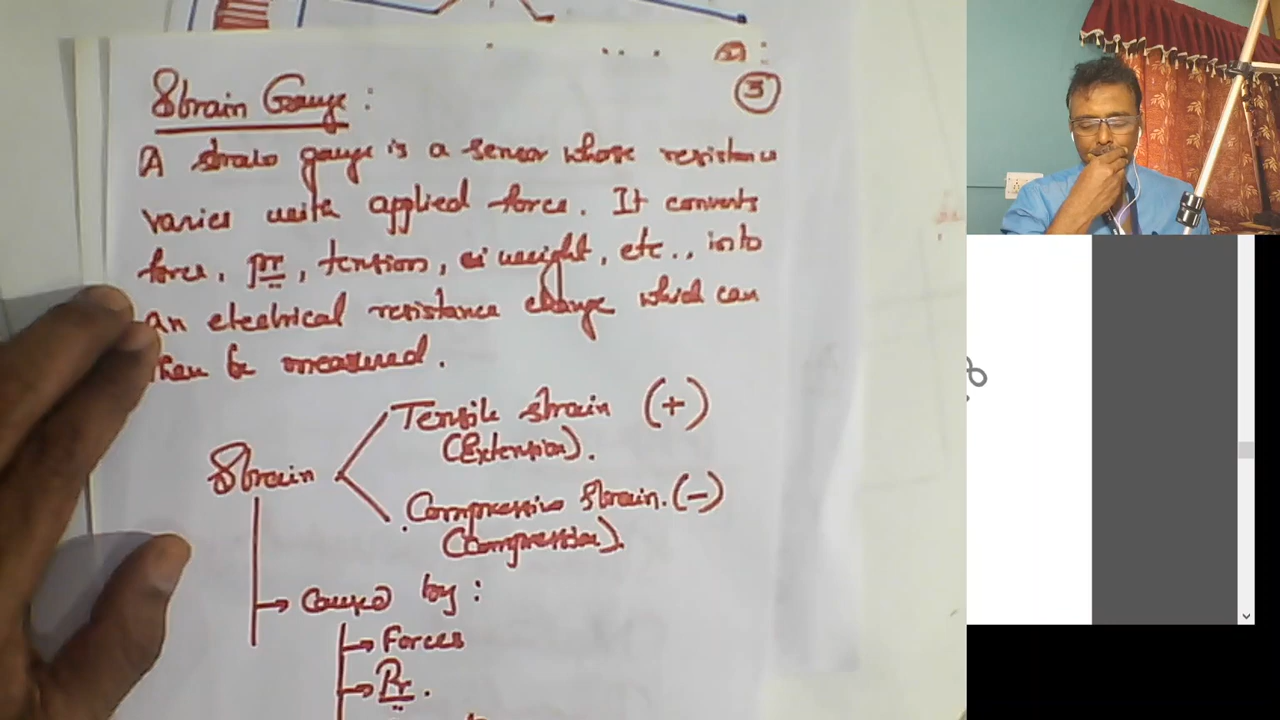 3
Strain Gauge :
A strain gauge is a sensor whose resistance
varies with applied force. It converts
force, pr, tension, weight, etc., into
an electrical resistance change which can
then be measured.
Tensile strain (+)
(Extension).
Strain
Compressive strain. (-)
(Compression).
Caused by :
Forces
Pr.